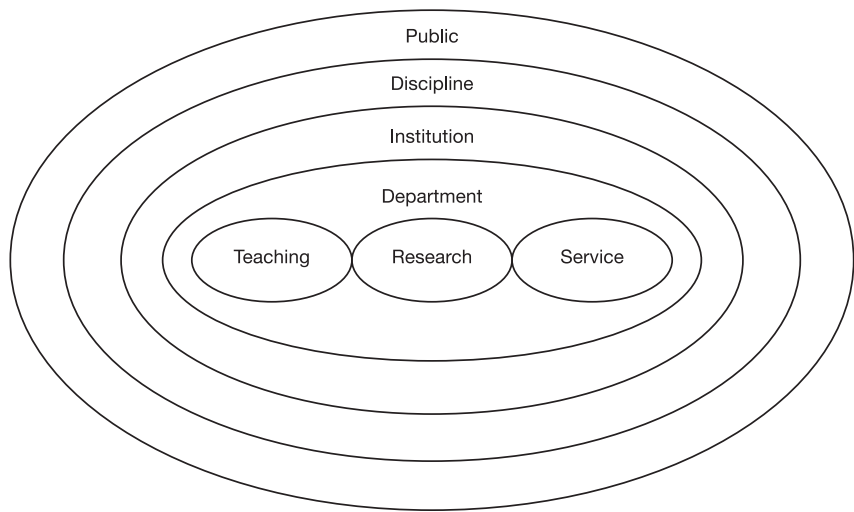 Public
Discipline
Institution
Department
Teaching
Research
Service